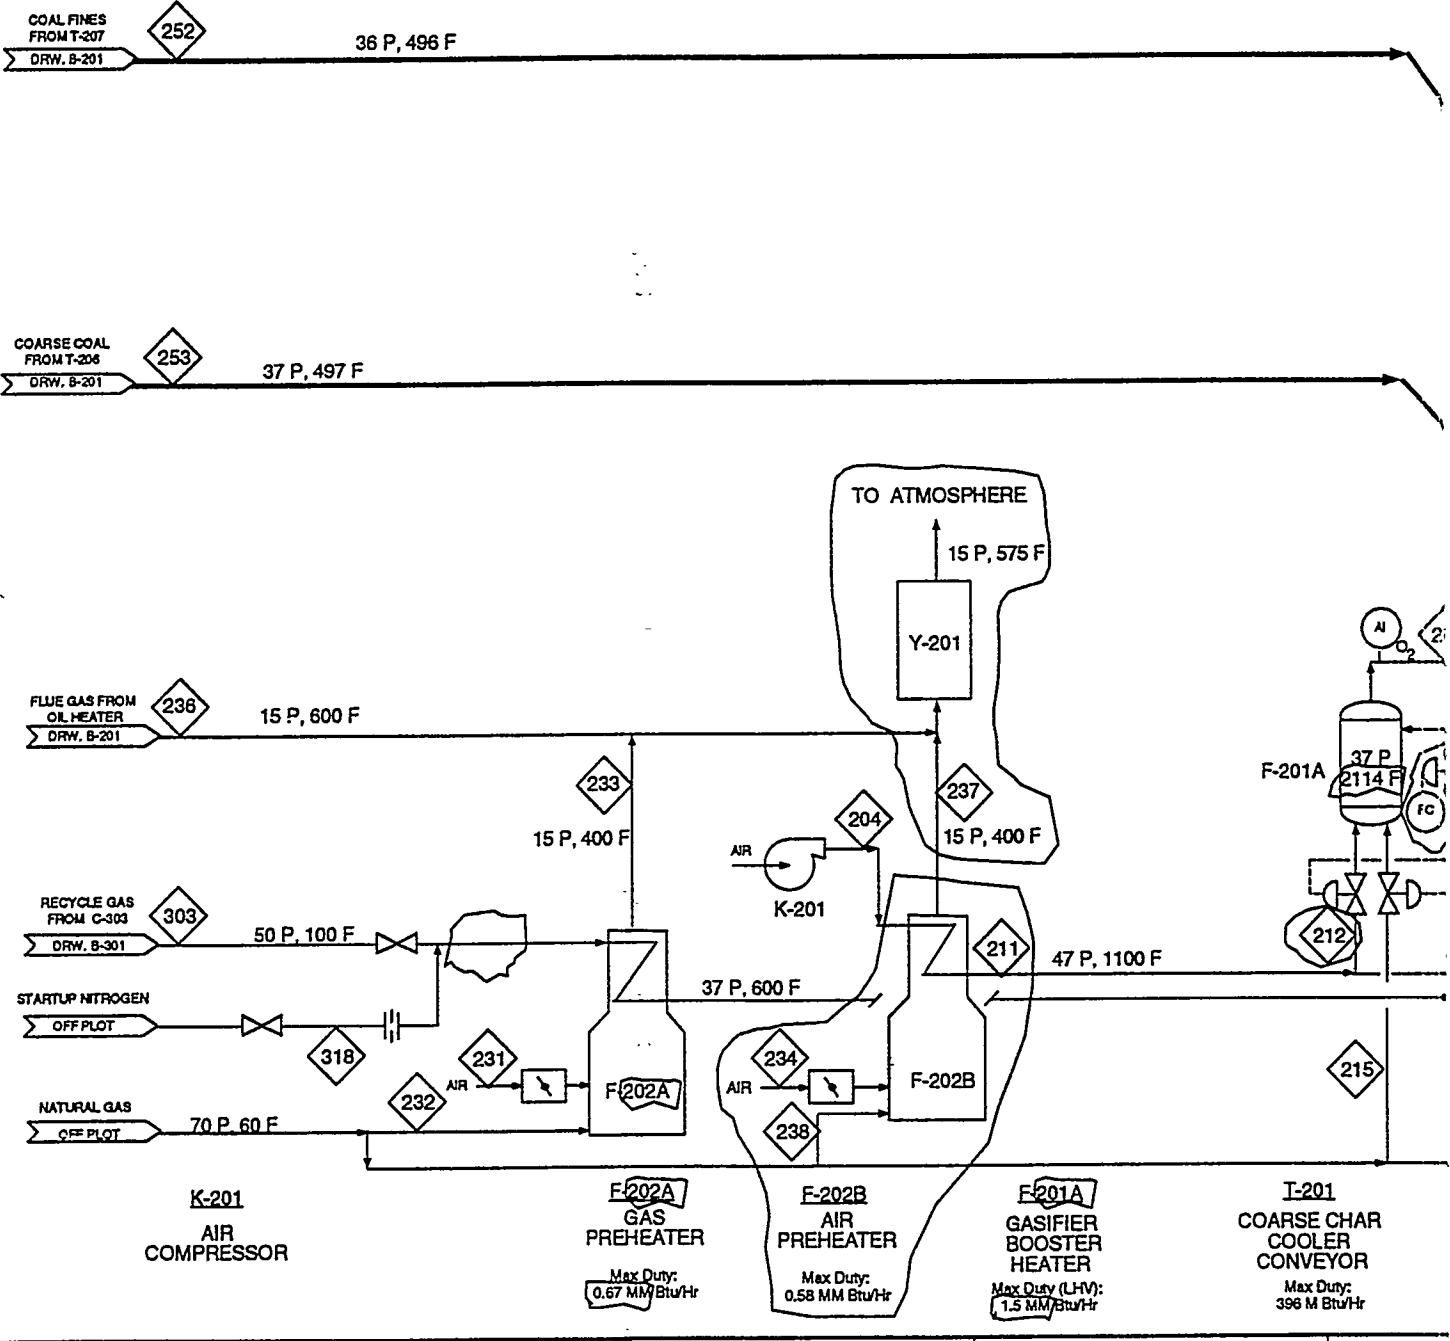 COAL FINES
FROM T-207
DRW. B-201
252
36 P, 496 F
COARSE COAL
FROM T-206
DRW. B-201
253
37 P, 497 F
TO ATMOSPHERE
15 P, 575 F
Y-201
AI
O2
FLUE GAS FROM
OIL HEATER
DRW. B-201
236
15 P, 600 F
233
15 P, 400 F
237
15 P, 400 F
204
AIR
K-201
F-201A
37 P
2114 F
FC
RECYCLE GAS
FROM C-303
DRW. B-301
303
50 P, 100 F
211
47 P, 1100 F
212
37 P, 600 F
STARTUP NITROGEN
OFF PLOT
318
231
AIR
F-202A
234
AIR
F-202B
215
232
238
NATURAL GAS
OFF PLOT
70 P, 60 F
K-201
AIR
COMPRESSOR
F-202A
GAS
PREHEATER
Max Duty:
0.67 MM Btu/Hr
F-202B
AIR
PREHEATER
Max Duty:
0.58 MM Btu/Hr
F-201A
GASIFIER
BOOSTER
HEATER
Max Duty (LHV):
1.5 MM Btu/Hr
T-201
COARSE CHAR
COOLER
CONVEYOR
Max Duty:
396 M Btu/Hr